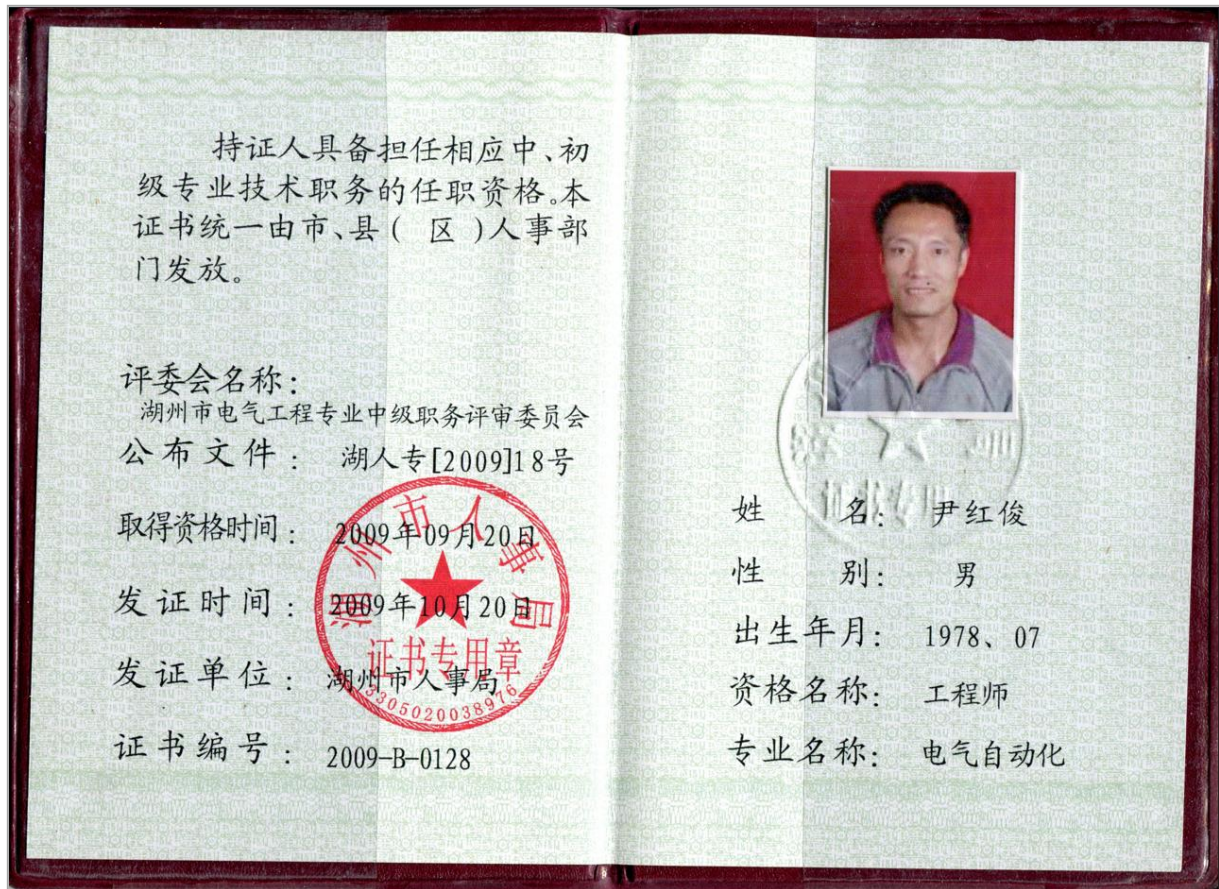 持证人具备担任相应中、初
级专业技术职务的任职资格。本
证书统一由市、县( 区 )人事部
门发放。
评委会名称：
湖州市电气工程专业中级职务评审委员会
公布文件： 湖人专[2009]18号
取得资格时间： 2009年09月20日
发证时间： 2009年10月20日
发证单位： 湖州市人事局
证书编号： 2009-B-0128
湖州市人事局
证书专用章
3305020038976
证书专用
姓 名： 尹红俊
性 别： 男
出生年月： 1978、07
资格名称： 工程师
专业名称： 电气自动化